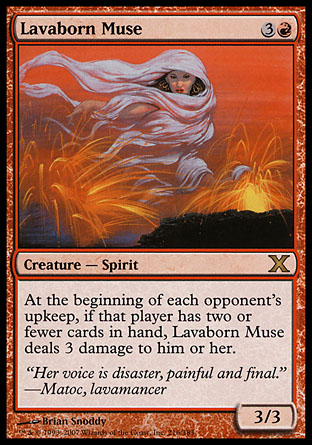 Lavaborn Muse 3
Creature — Spirit X
At the beginning of each opponent's
upkeep, if that player has two or
fewer cards in hand, Lavaborn Muse
deals 3 damage to him or her.
"Her voice is disaster, painful and final."
—Matoc, lavamancer
Brian Snoddy
3/3